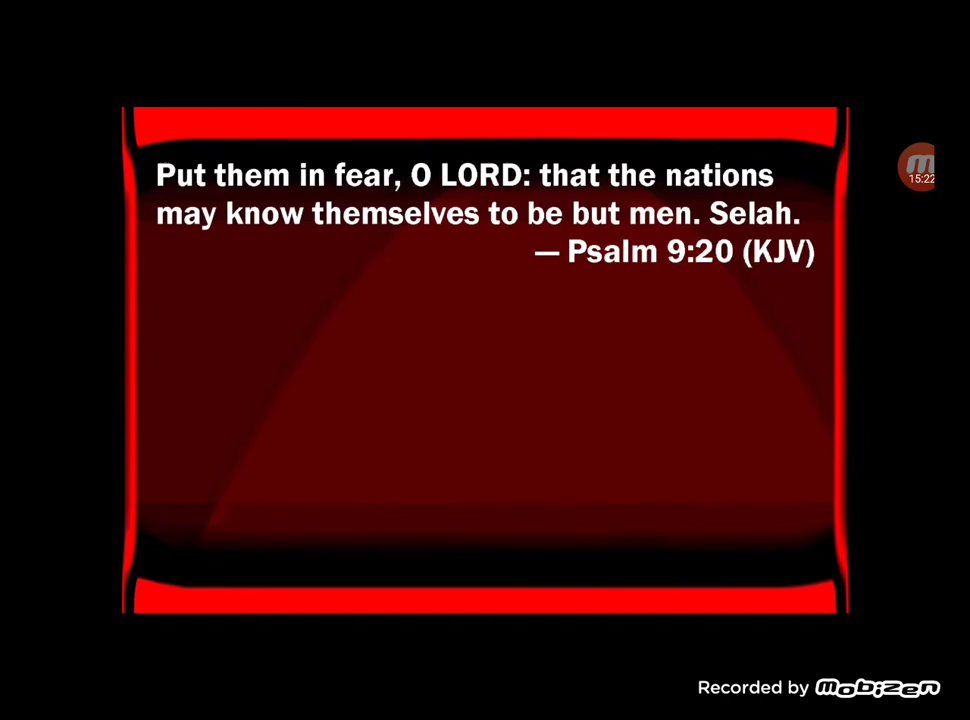 Put them in fear, O LORD: that the nations
may know themselves to be but men. Selah.
— Psalm 9:20 (KJV)
m
15:22
Recorded by mobizen